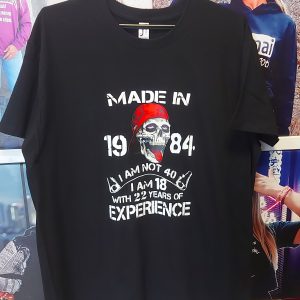 MADE IN
19 84
I AM NOT 40
I AM 18
WITH 22 YEARS OF
EXPERIENCE